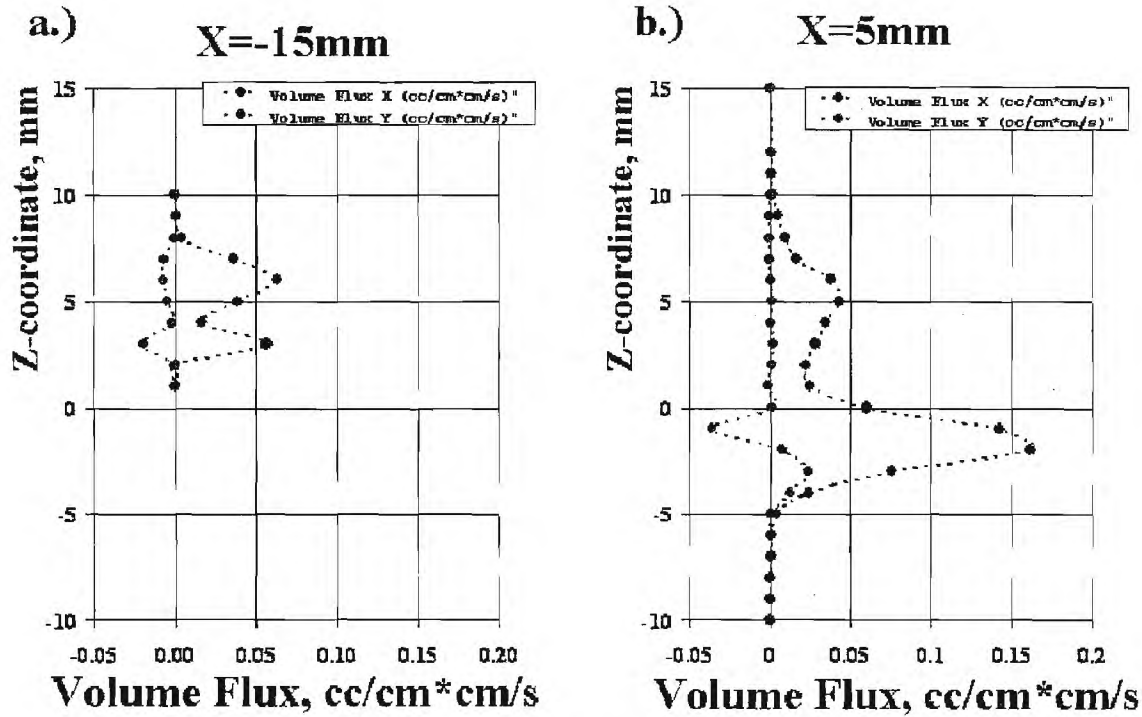 a.)
X=-15mm
Volume Flux X (cc/cm*cm/s)"
Volume Flux Y (cc/cm*cm/s)"
Z-coordinate, mm
15
10
5
0
-5
-10
-0.05 0.00 0.05 0.10 0.15 0.20
Volume Flux, cc/cm*cm/s
b.)
X=5mm
Volume Flux X (cc/cm*cm/s)"
Volume Flux Y (cc/cm*cm/s)"
Z-coordinate, mm
15
10
5
0
-5
-10
-0.05 0 0.05 0.1 0.15 0.2
Volume Flux, cc/cm*cm/s